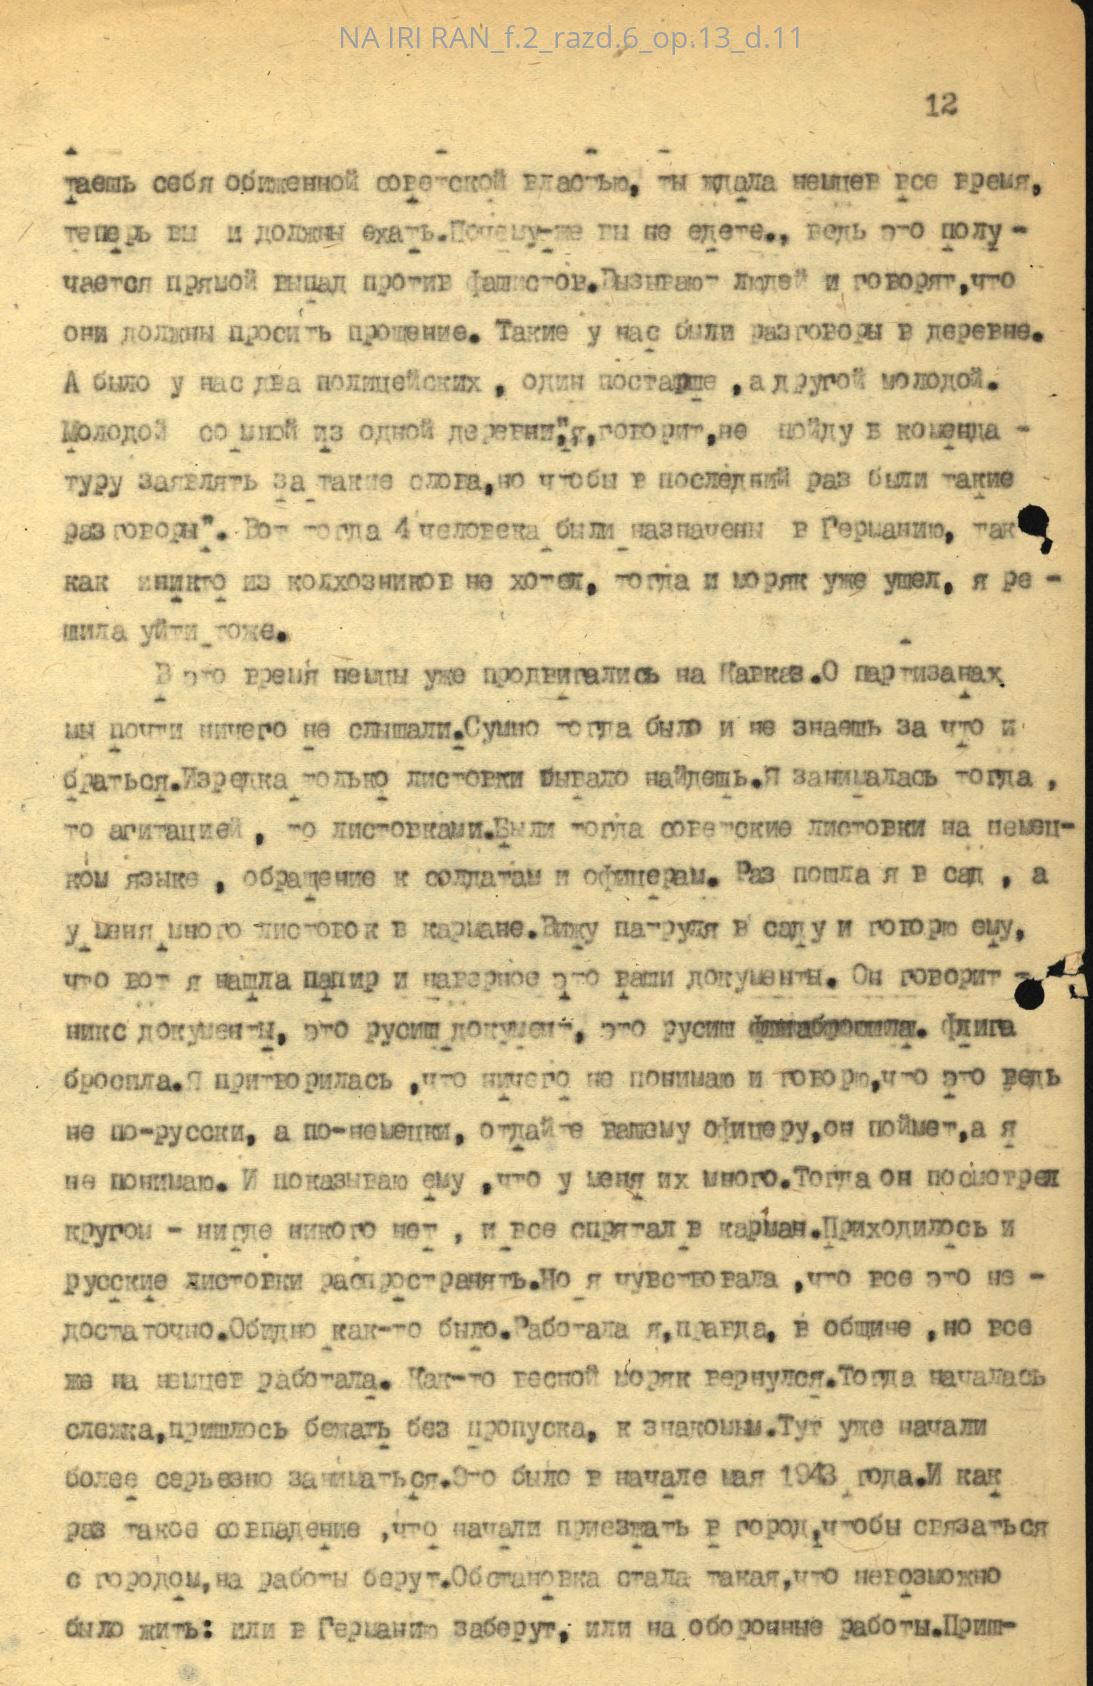 NA IRI RAN_f.2_razd.6_op.13_d.11
12
таешь себя обиженной советской властью, ты ждала немцев все время,
теперь вы и должны ехать.Почему-же вы не едете., ведь это полу -
чается прямой выпад против фашистов.Вызывают людей и говорят,что
они должны просить прощение. Такие у нас были разговоры в деревне.
А было у нас два полицейских , один постарше , а другой молодой.
Молодой со мной из одной деревни,"я,говорит,не пойду в коменда -
туру заявлять за такие слова,но чтобы в последний раз были такие
разговоры". Вот тогда 4 человека были назначены в Германию, так
как никто из колхозников не хотел, тогда и моряк уже ушел, я ре -
шила уйти тоже.
В это время немцы уже продвигались на Кавказ.О партизанах
мы почти ничего не слышали.Сумно тогда было и не знаешь за что и
браться.Изредка только листовки бывало найдешь.Я занималась тогда ,
то агитацией , то листовками.Были тогда советские листовки на немец-
ком языке , обращение к солдатам и офицерам. Раз пошла я в сад , а
у меня много листовок в кармане.Вижу патруля в саду и говорю ему,
что вот я нашла папир и наверное это ваши документы. Он говорит -
никс документы, это русиш документ, это русиш флигабросила. флига
бросила.Я притворилась ,что ничего не понимаю и говорю,что это ведь
не по-русски, а по-немецки, отдайте вашему офицеру,он поймет,а я
не понимаю. И показываю ему ,что у меня их много.Тогда он посмотрел
кругом - нигде никого нет , и все спрятал в карман.Приходилось и
русские листовки распространять.Но я чувствовала ,что все это не -
достаточно.Обидно как-то было.Работала я,правда, в общине ,но все
же на немцев работала. Как-то весной моряк вернулся.Тогда началась
слежка,пришлось бежать без пропуска, к знакомым.Тут уже начали
более серьезно заниматься.Это было в начале мая 1943 года.И как
раз такое совпадение ,что начали приезжать в город,чтобы связаться
с городом,на работы берут.Обстановка стала такая,что невозможно
было жить: или в Германию заберут, или на оборонные работы.Приш-